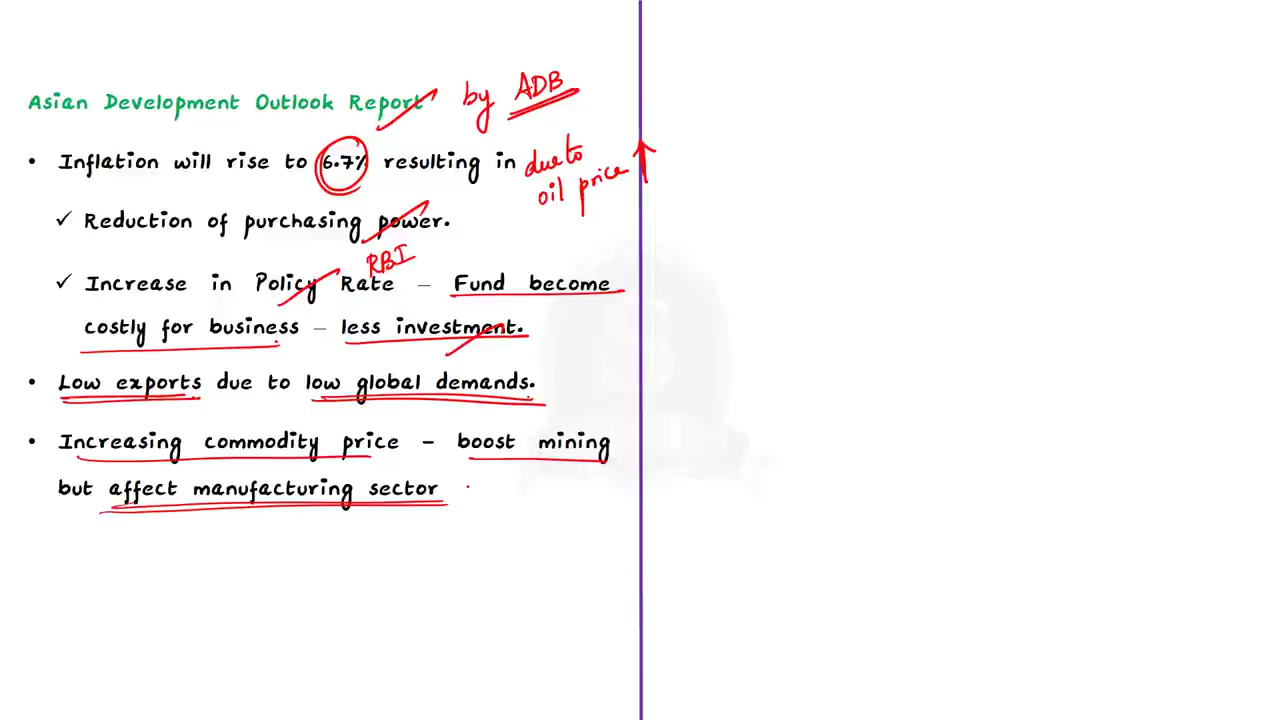 Asian Development Outlook Report by ADB
• Inflation will rise to 6.7% resulting in due to
oil price ↑
✓ Reduction of purchasing power.
RBI
✓ Increase in Policy Rate – Fund become
costly for business – less investment.
• Low exports due to low global demands.
• Increasing commodity price – boost mining
but affect manufacturing sector